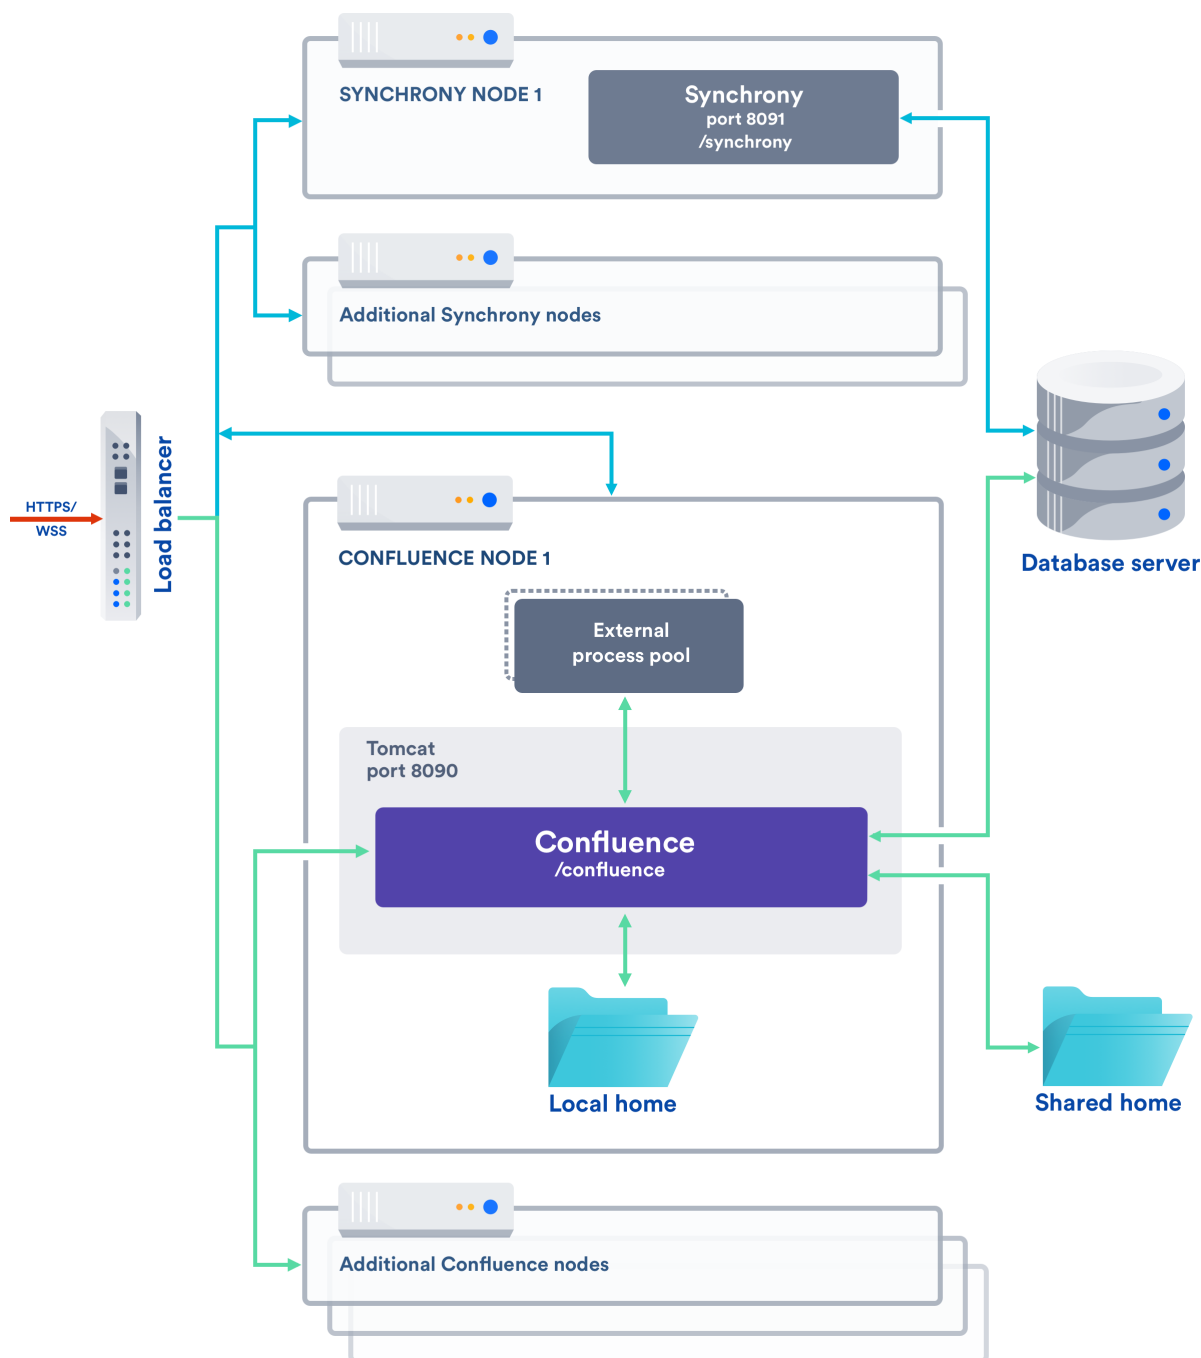 SYNCHRONY NODE 1
Synchrony
port 8091
/synchrony
Additional Synchrony nodes
HTTPS/
WSS
Load balancer
Database server
CONFLUENCE NODE 1
External
process pool
Tomcat
port 8090
Confluence
/confluence
Local home
Shared home
Additional Confluence nodes